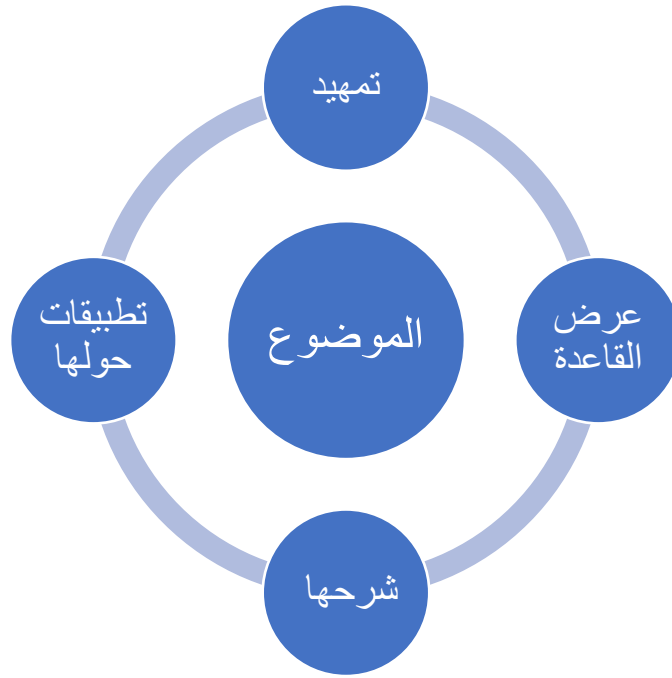 تمهيد
عرض
القاعدة
الموضوع
تطبيقات
حولها
شرحها